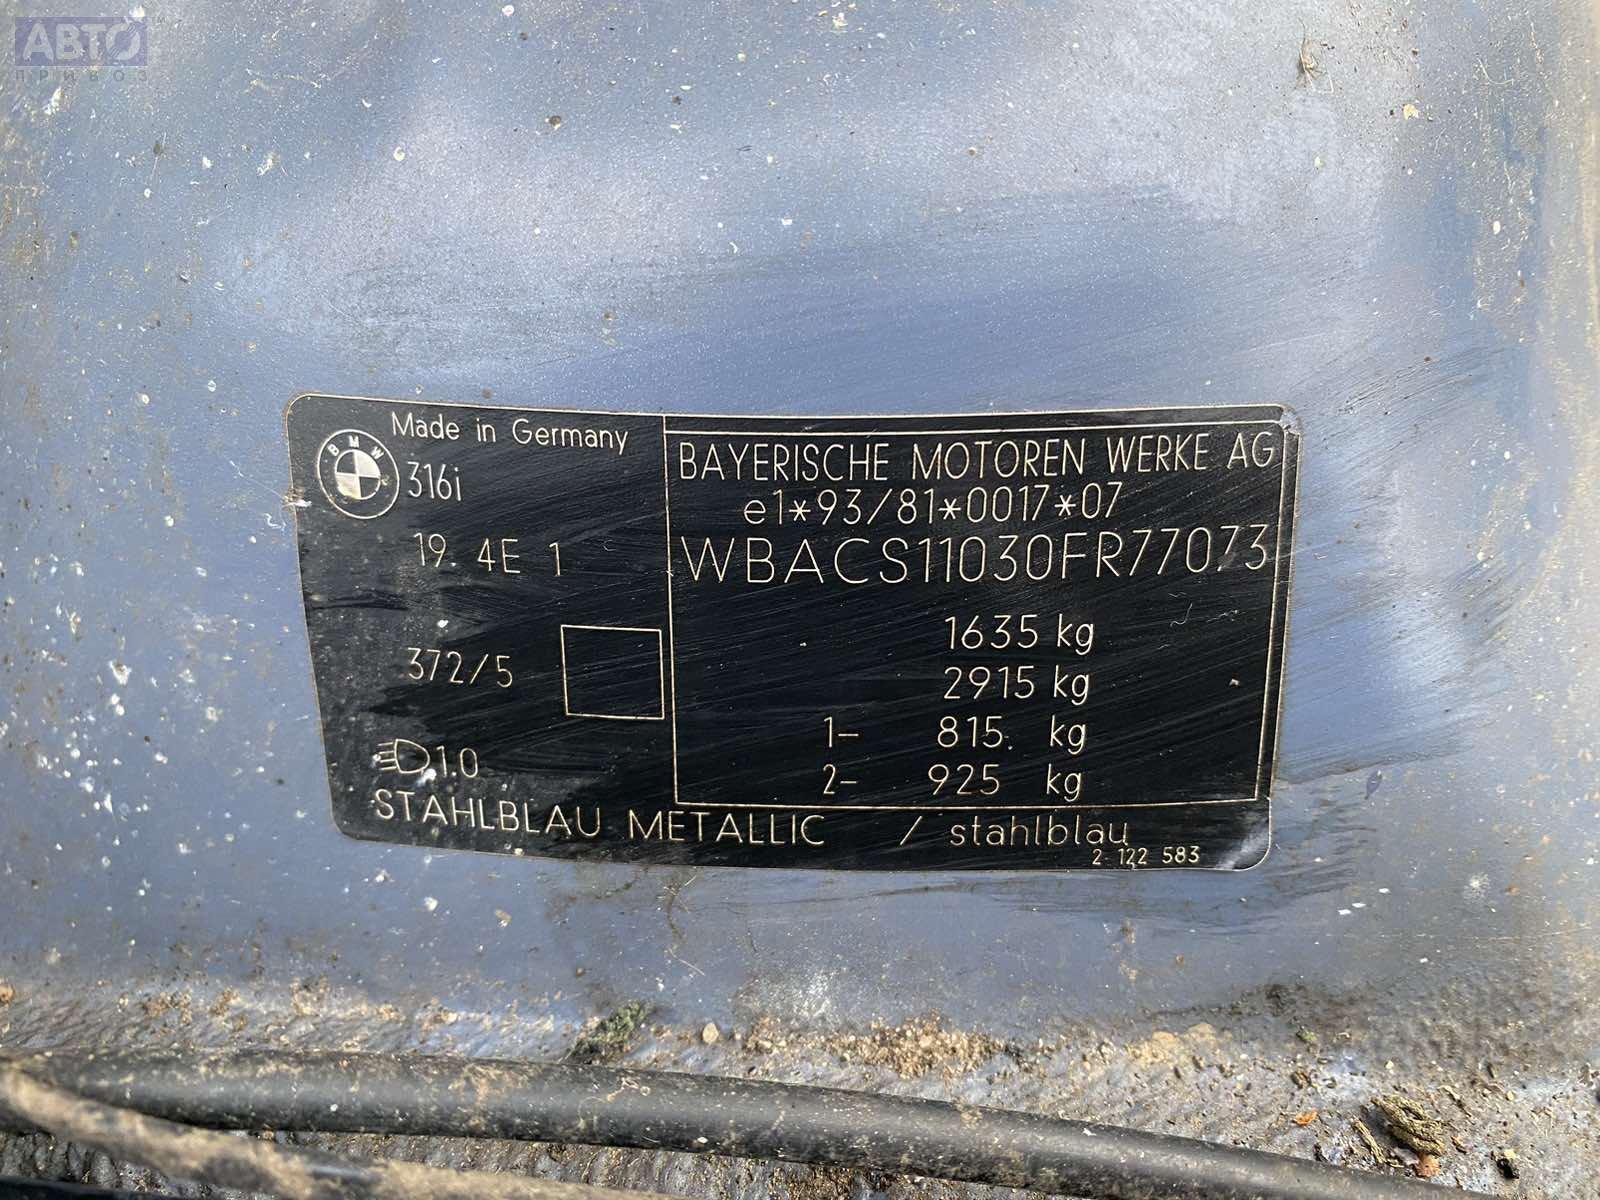 АВТО
ПРИВОЗ
Made in Germany
BMW
316i
19. 4E 1
372/5
1.0
BAYERISCHE MOTOREN WERKE AG
e1*93/81*0017*07
WBACS11030FR77073
1635 kg
2915 kg
1- 815 kg
2- 925 kg
STAHLBLAU METALLIC / stahlblau
2 122 583